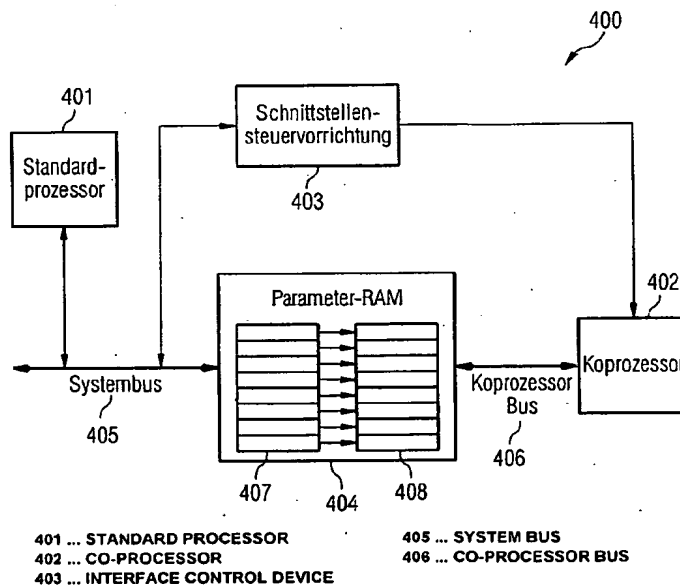 400
401
Standard-
prozessor
Schnittstellen-
steuervorrichtung
403
402
Parameter-RAM
Koprozessor
Systembus
405
Koprozessor
Bus
406
407
404
408
401 ... STANDARD PROCESSOR
402 ... CO-PROCESSOR
403 ... INTERFACE CONTROL DEVICE
405 ... SYSTEM BUS
406 ... CO-PROCESSOR BUS